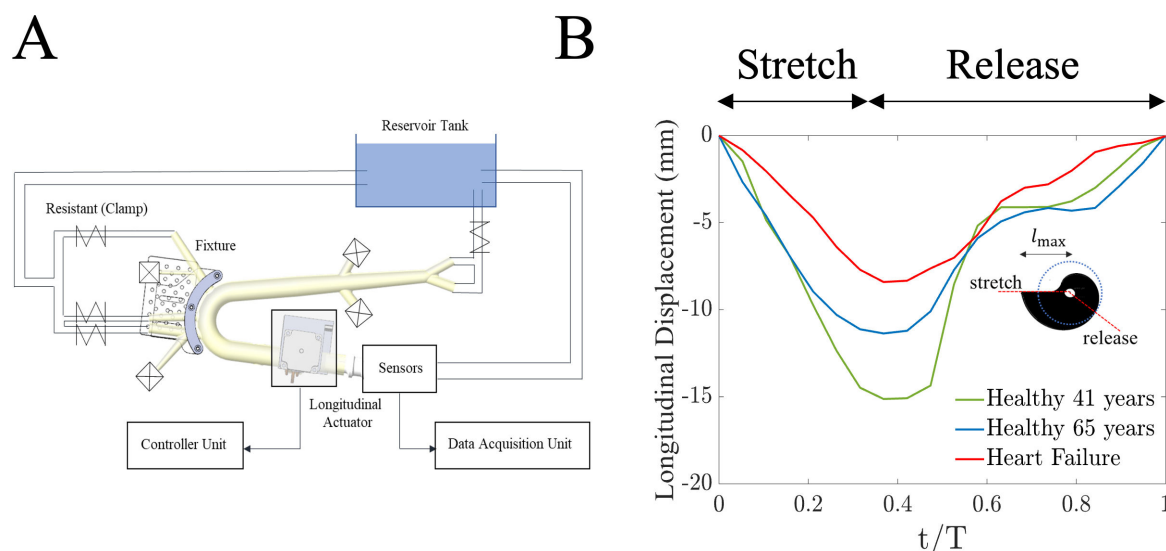 A
Reservoir Tank
Resistant (Clamp)
Fixture
Sensors
Longitudinal
Actuator
Controller Unit
Data Acquisition Unit
B
Stretch
Release
Longitudinal Displacement (mm)
0
-5
-10
-15
-20
0
0.2
0.4
0.6
0.8
1
t/T
lmax
stretch
release
Healthy 41 years
Healthy 65 years
Heart Failure